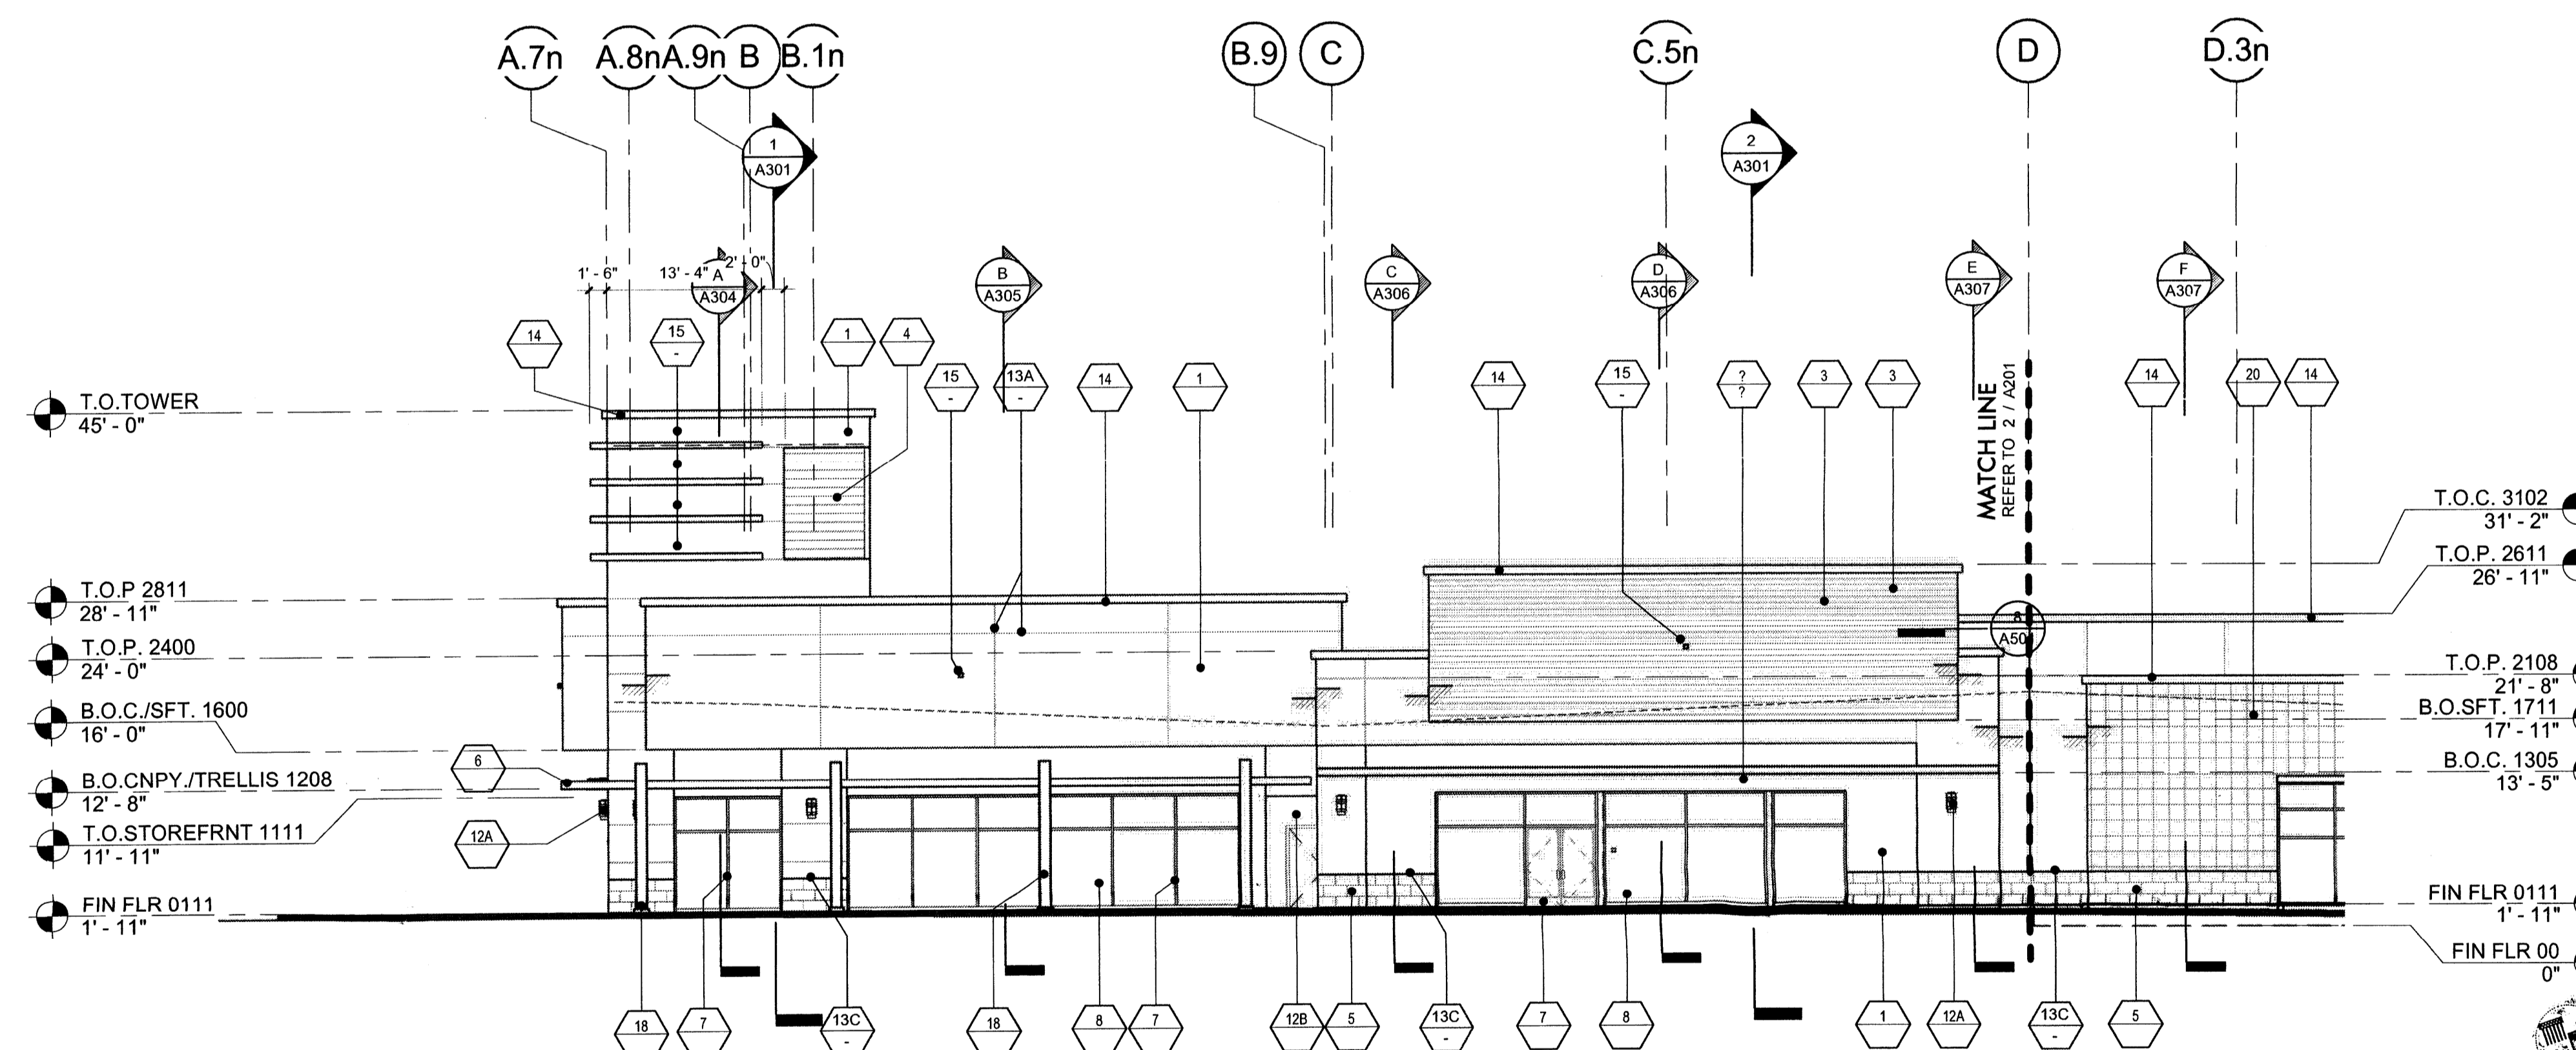 A.7n
A.8n
A.9n
B
B.1n
B.9
C
C.5n
D
D.3n
1
A301
2
A301
1' - 6"
13' - 4"
2' - 0"
A
A304
B
A305
C
A306
D
A306
E
A307
F
A307
14
15
-
1
4
15
-
13A
-
14
1
14
15
-
?
?
3
3
MATCH LINE
REFER TO 2 / A201
14
20
14
T.O.TOWER
45' - 0"
T.O.P 2811
28' - 11"
T.O.P. 2400
24' - 0"
B.O.C./SFT. 1600
16' - 0"
B.O.CNPY./TRELLIS 1208
12' - 8"
T.O.STOREFRNT 1111
11' - 11"
FIN FLR 0111
1' - 11"
6
12A
8
T.O.C. 3102
31' - 2"
T.O.P. 2611
26' - 11"
T.O.P. 2108
21' - 8"
B.O.SFT. 1711
17' - 11"
B.O.C. 1305
13' - 5"
FIN FLR 0111
1' - 11"
FIN FLR 00
0"
18
7
13C
-
18
8
7
12B
5
13C
-
7
8
1
12A
13C
-
5